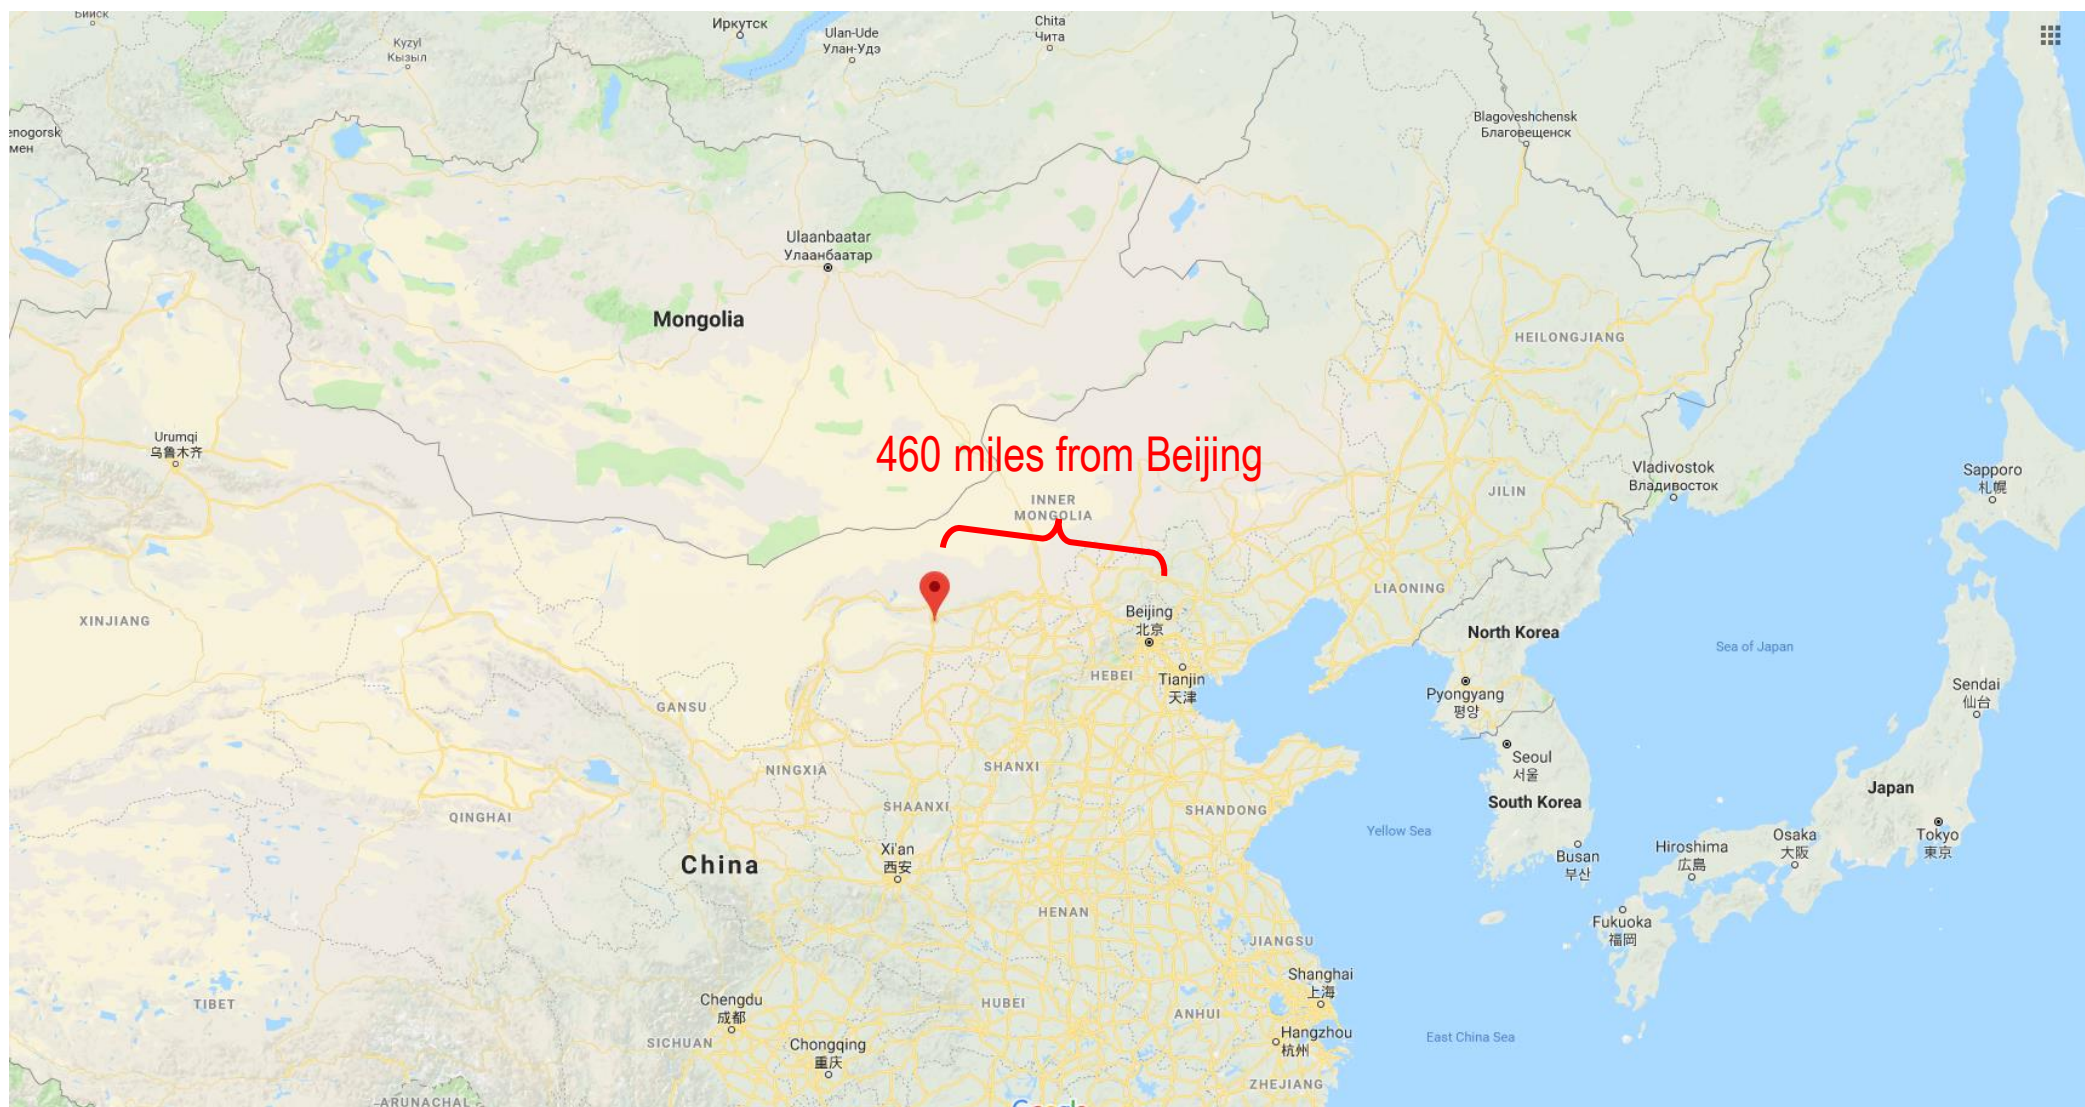 Бийск
Иркутск
Ulan-Ude
Улан-Удэ
Chita
Чита
Kyzyl
Кызыл
Blagoveshchensk
Благовещенск
enogorsk
мен
Ulaanbaatar
Улаанбаатар
Mongolia
HEILONGJIANG
Urumqi
乌鲁木齐
460 miles from Beijing
INNER
MONGOLIA
JILIN
Vladivostok
Владивосток
Sapporo
札幌
XINJIANG
LIAONING
Beijing
北京
North Korea
Sea of Japan
HEBEI
Tianjin
天津
Pyongyang
평양
Sendai
仙台
GANSU
NINGXIA
SHANXI
Seoul
서울
South Korea
Japan
QINGHAI
SHAANXI
SHANDONG
Yellow Sea
Busan
부산
Hiroshima
広島
Osaka
大阪
Tokyo
東京
China
Xi'an
西安
HENAN
Fukuoka
福岡
JIANGSU
Shanghai
上海
TIBET
Chengdu
成都
HUBEI
ANHUI
SICHUAN
Chongqing
重庆
Hangzhou
杭州
East China Sea
ZHEJIANG
ARUNACHAL
Google